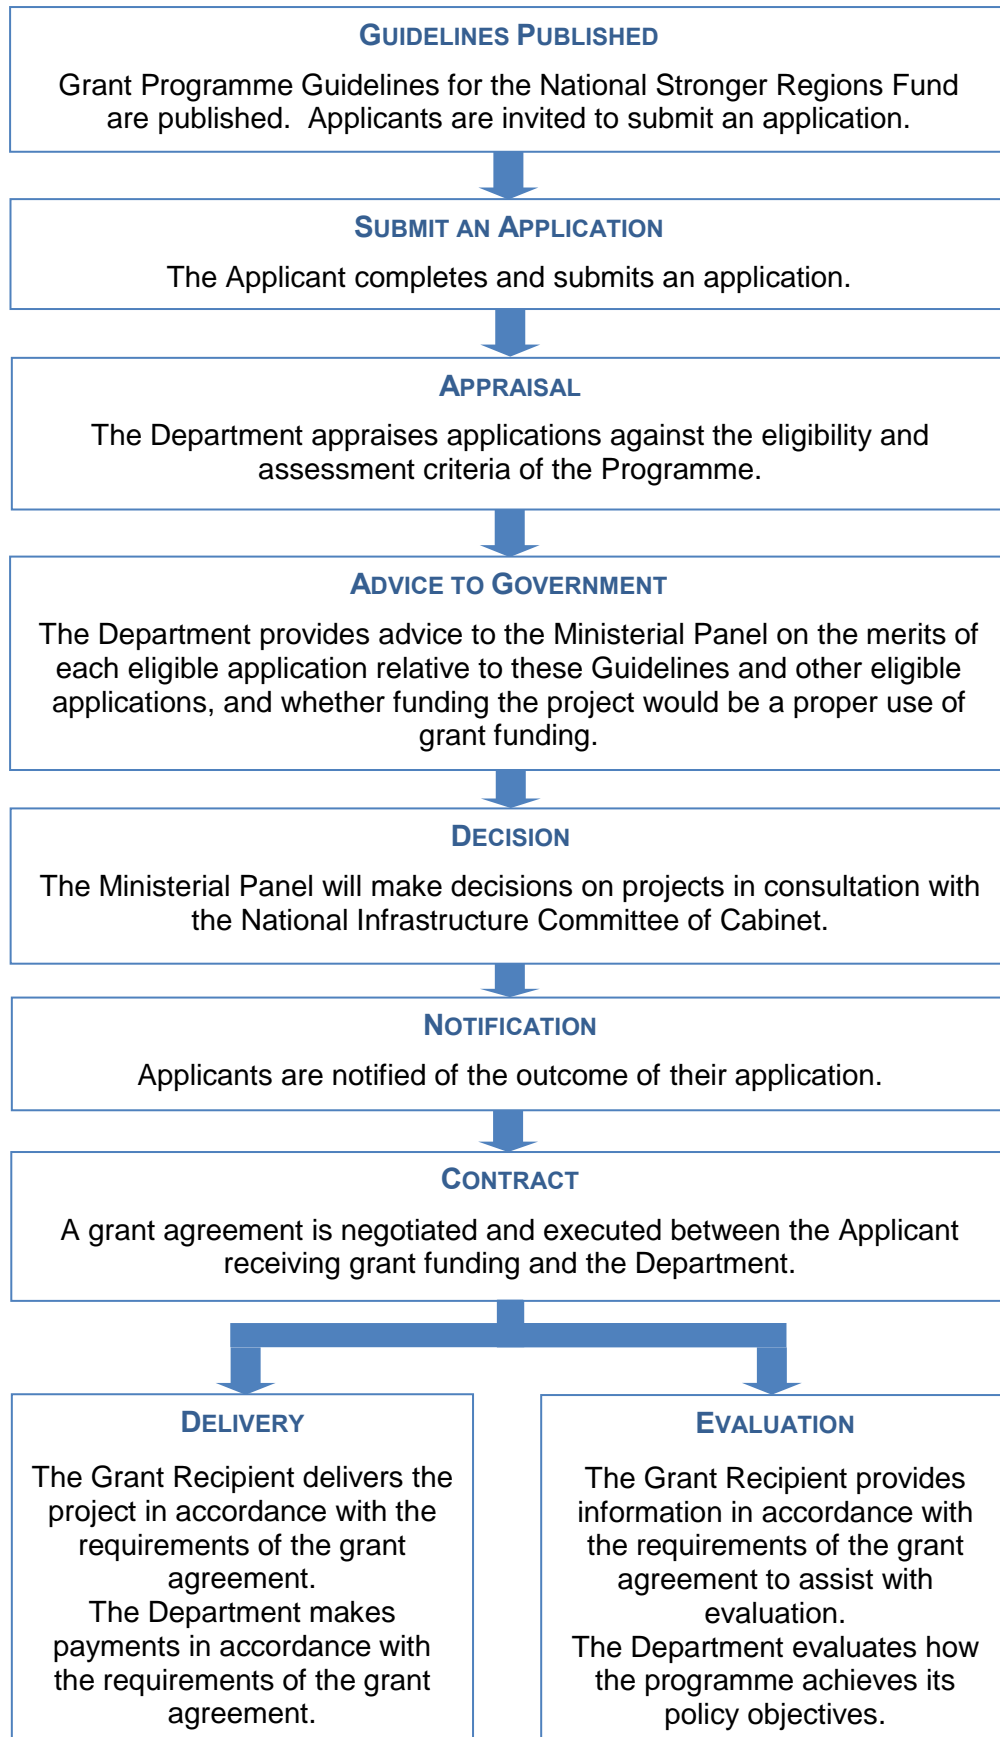 GUIDELINES PUBLISHED
Grant Programme Guidelines for the National Stronger Regions Fund
are published.  Applicants are invited to submit an application.
SUBMIT AN APPLICATION
The Applicant completes and submits an application.
APPRAISAL
The Department appraises applications against the eligibility and
assessment criteria of the Programme.
ADVICE TO GOVERNMENT
The Department provides advice to the Ministerial Panel on the merits of
each eligible application relative to these Guidelines and other eligible
applications, and whether funding the project would be a proper use of
grant funding.
DECISION
The Ministerial Panel will make decisions on projects in consultation with
the National Infrastructure Committee of Cabinet.
NOTIFICATION
Applicants are notified of the outcome of their application.
CONTRACT
A grant agreement is negotiated and executed between the Applicant
receiving grant funding and the Department.
DELIVERY
The Grant Recipient delivers the
project in accordance with the
requirements of the grant
agreement.
The Department makes
payments in accordance with
the requirements of the grant
agreement.
EVALUATION
The Grant Recipient provides
information in accordance with
the requirements of the grant
agreement to assist with
evaluation.
The Department evaluates how
the programme achieves its
policy objectives.